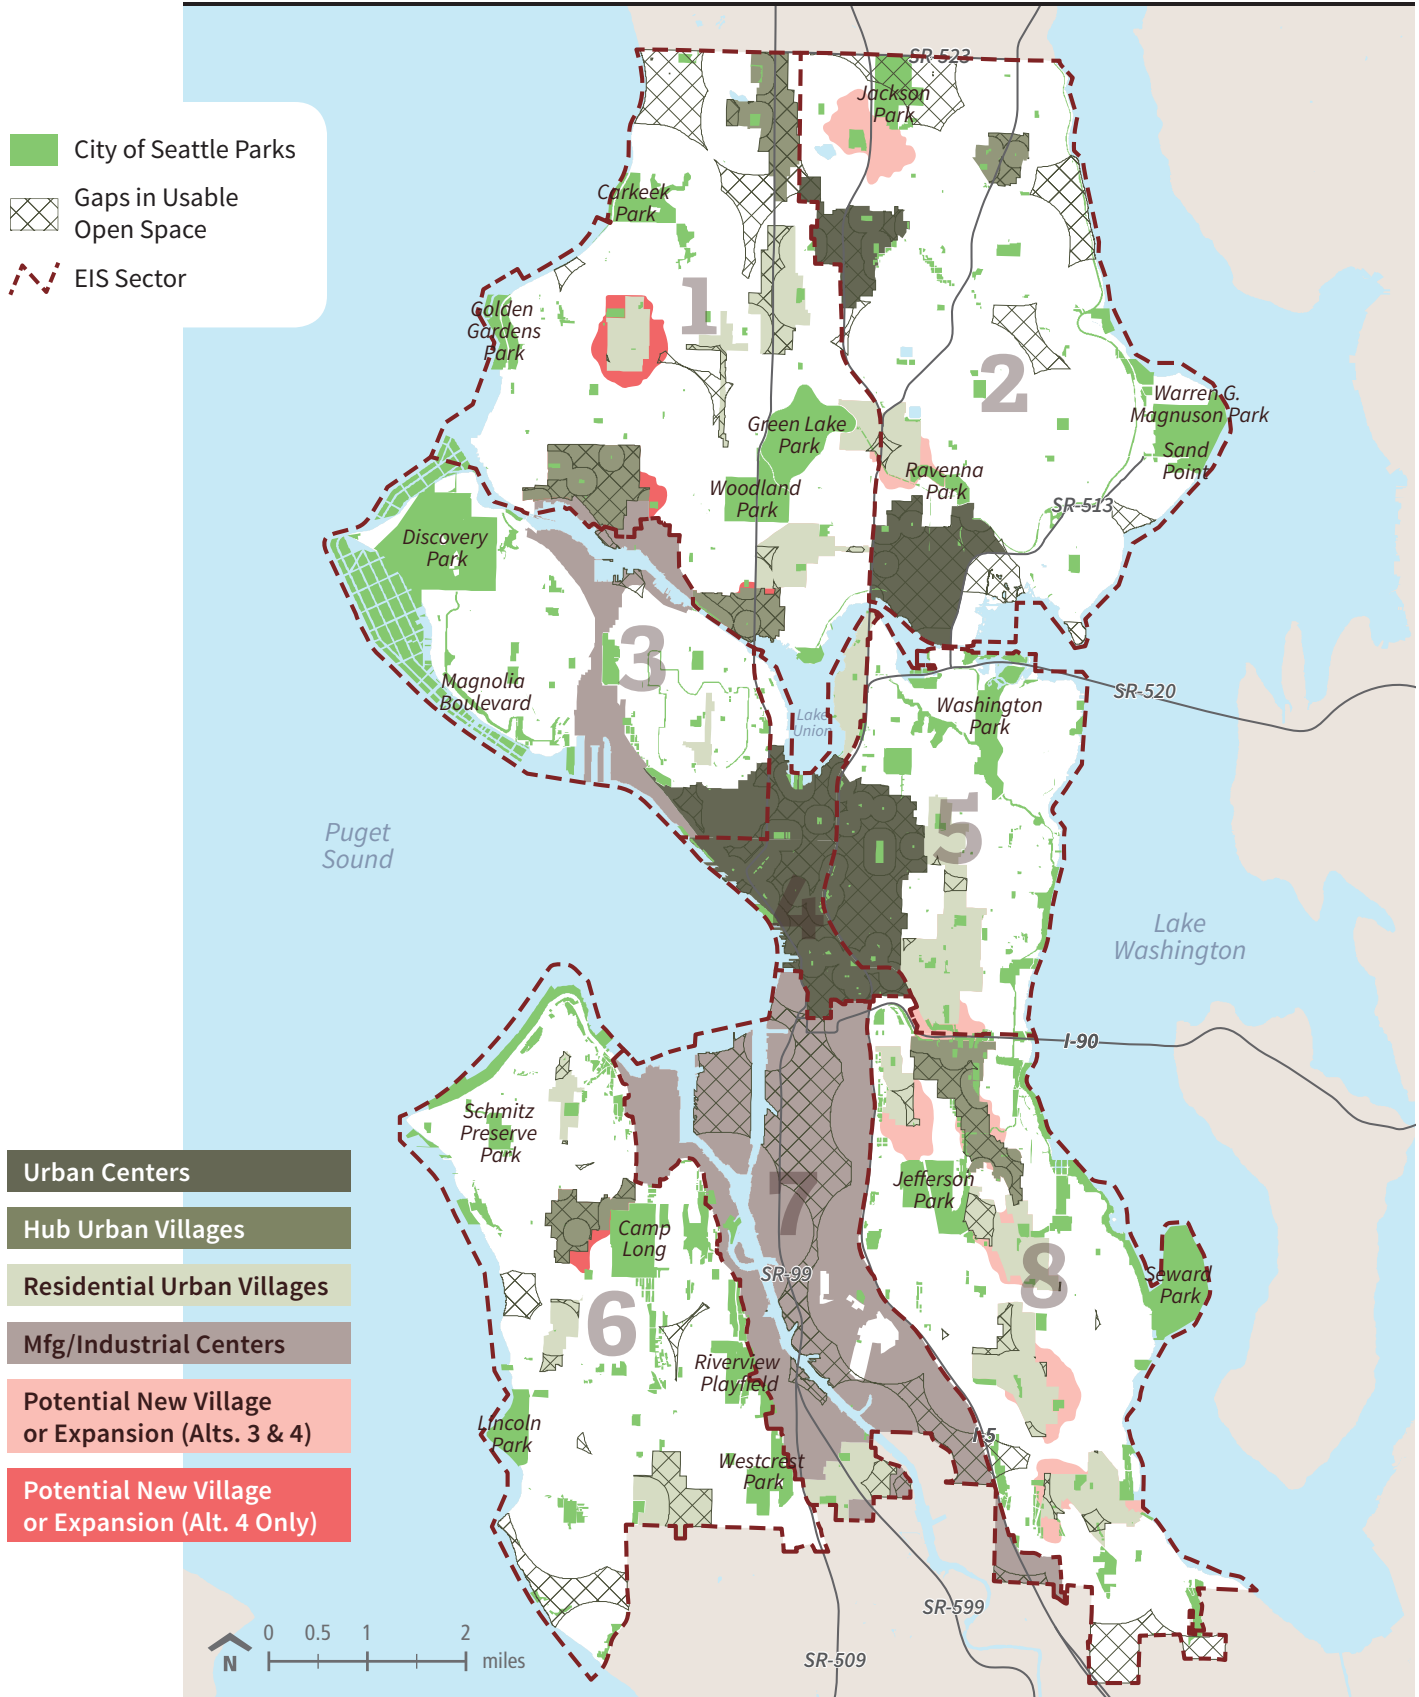 SR-523
Jackson
Park
City of Seattle Parks
Gaps in Usable
Open Space
EIS Sector
Carkeek
Park
1
Golden
Gardens
Park
2
Warren G.
Magnuson Park
Sand
Point
Green Lake
Park
Ravenna
Park
Woodland
Park
SR-513
Discovery
Park
3
Magnolia
Boulevard
SR-520
Washington
Park
Lake
Union
5
Puget
Sound
4
Lake
Washington
I-90
Schmitz
Preserve
Park
Jefferson
Park
7
Camp
Long
8
Seward
Park
SR-99
6
Riverview
Playfield
Lincoln
Park
I-5
Westcrest
Park
Urban Centers
Hub Urban Villages
Residential Urban Villages
Mfg/Industrial Centers
Potential New Village
or Expansion (Alts. 3 & 4)
Potential New Village
or Expansion (Alt. 4 Only)
SR-599
SR-509
N
0 0.5 1 2
miles